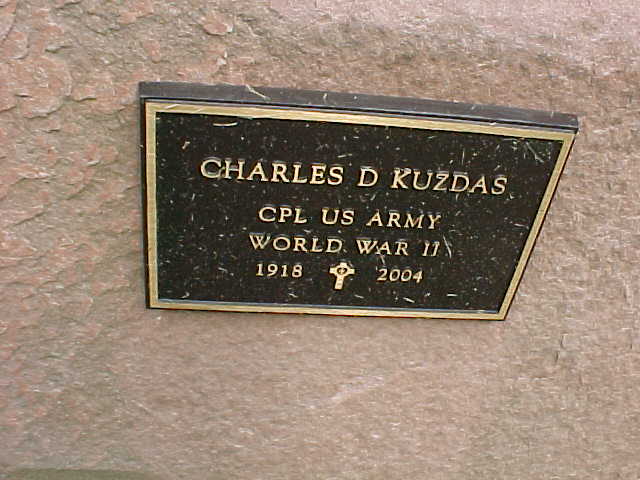 CHARLES D KUZDAS
CPL US ARMY
WORLD WAR II
1918 2004